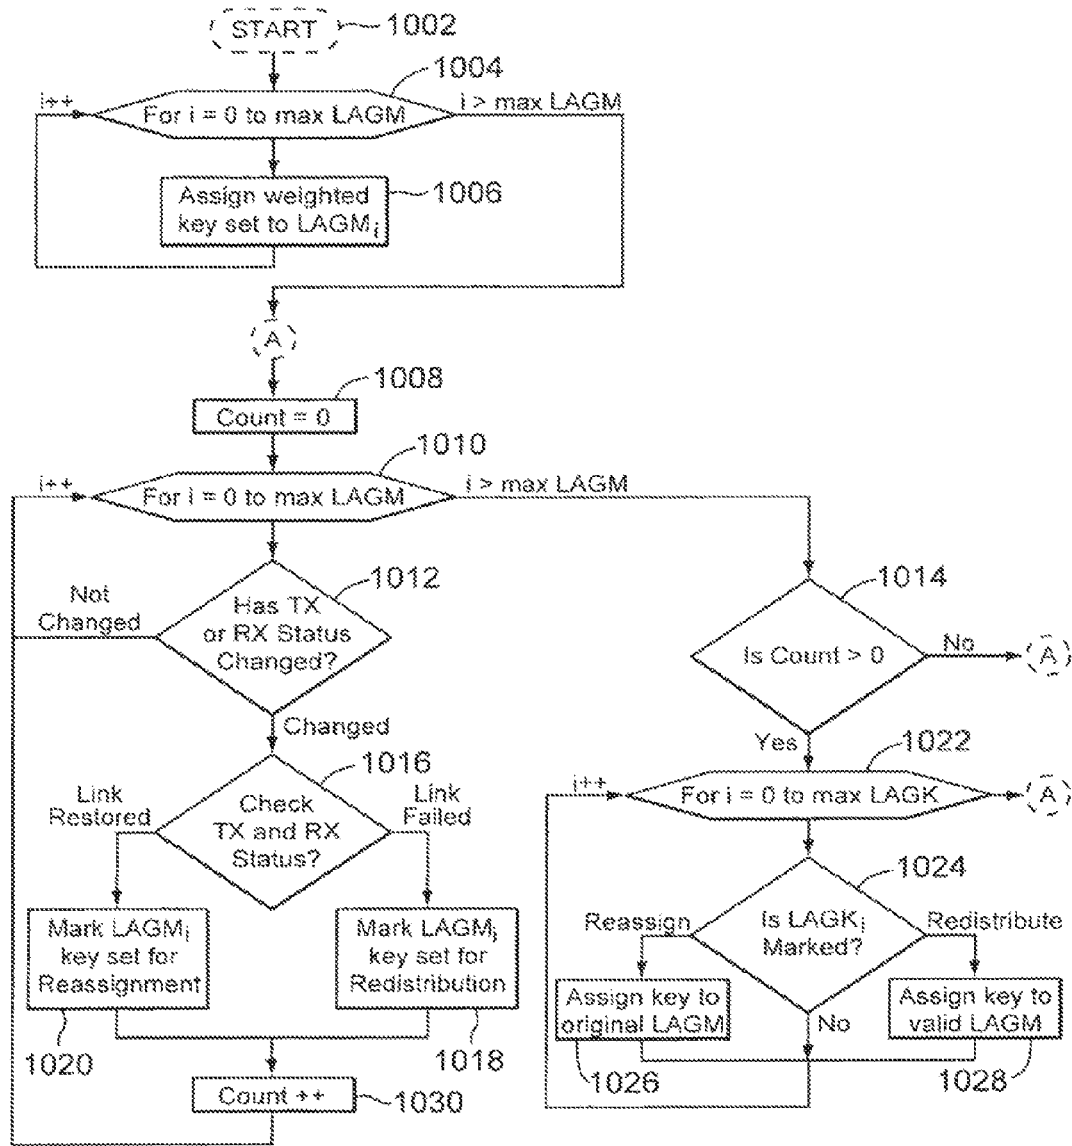 START
1002
1004
i++
For i = 0 to max LAGM
i > max LAGM
Assign weighted
key set to LAGMi
1006
A
1008
Count = 0
1010
i++
For i = 0 to max LAGM
i > max LAGM
1012
Not
Changed
Has TX
or RX Status
Changed?
1014
Is Count > 0
No
A
Changed
Yes
1016
Link
Restored
Check
TX and RX
Status?
Link
Failed
1022
i++
For i = 0 to max LAGK
A
1024
Reassign
Is LAGKi
Marked?
Redistribute
Mark LAGMi
key set for
Reassignment
Mark LAGMi
key set for
Redistribution
Assign key to
original LAGM
No
Assign key to
valid LAGM
1020
1018
1026
1028
Count ++
1030